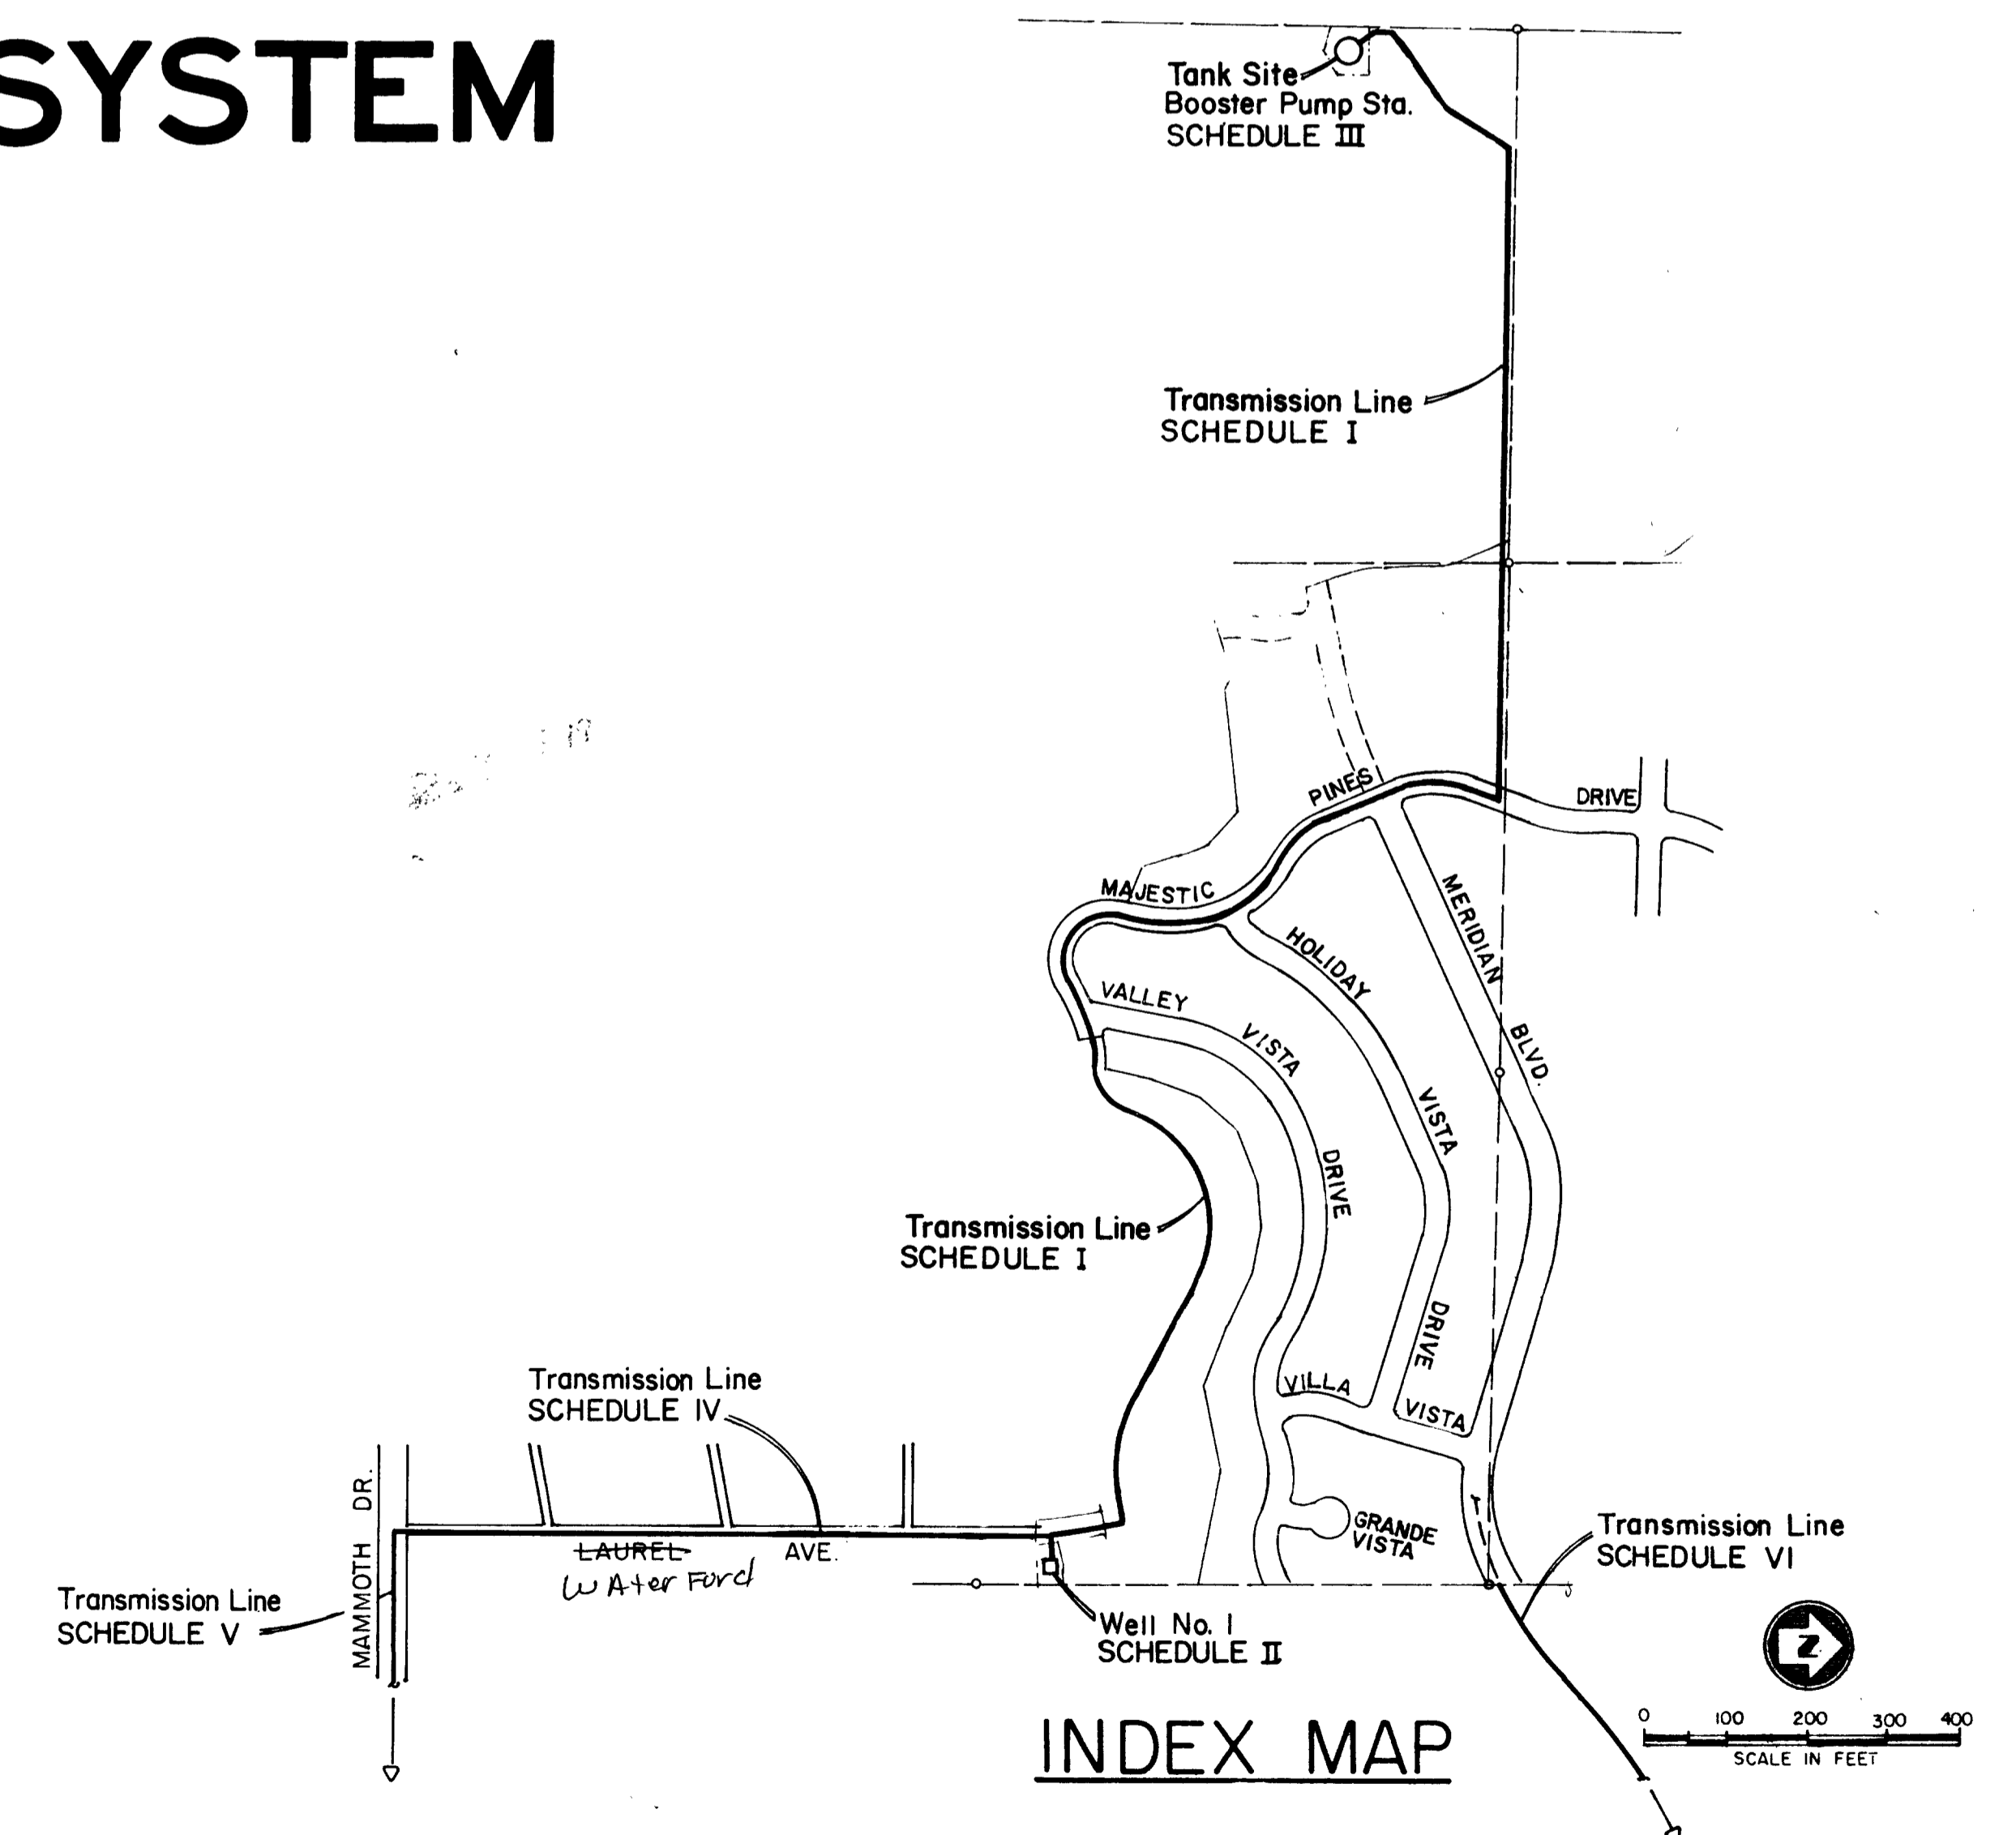 SYSTEM
Tank Site
Booster Pump Sta.
SCHEDULE III
Transmission Line
SCHEDULE I
PINES
DRIVE
MAJESTIC
MERIDIAN
BLVD.
HOLIDAY
VISTA
DRIVE
VALLEY
VISTA
DRIVE
Transmission Line
SCHEDULE I
VILLA
VISTA
GRANDE
VISTA
Transmission Line
SCHEDULE IV
MAMMOTH DR.
LAUREL AVE.
WAter Ford
Transmission Line
SCHEDULE V
Well No. 1
SCHEDULE II
Transmission Line
SCHEDULE VI
Z
INDEX MAP
0 100 200 300 400
SCALE IN FEET